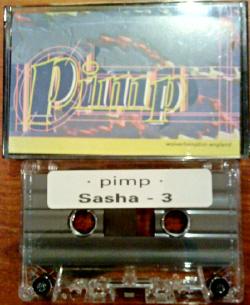 Pimp
wolverhampton england
· pimp ·
Sasha - 3